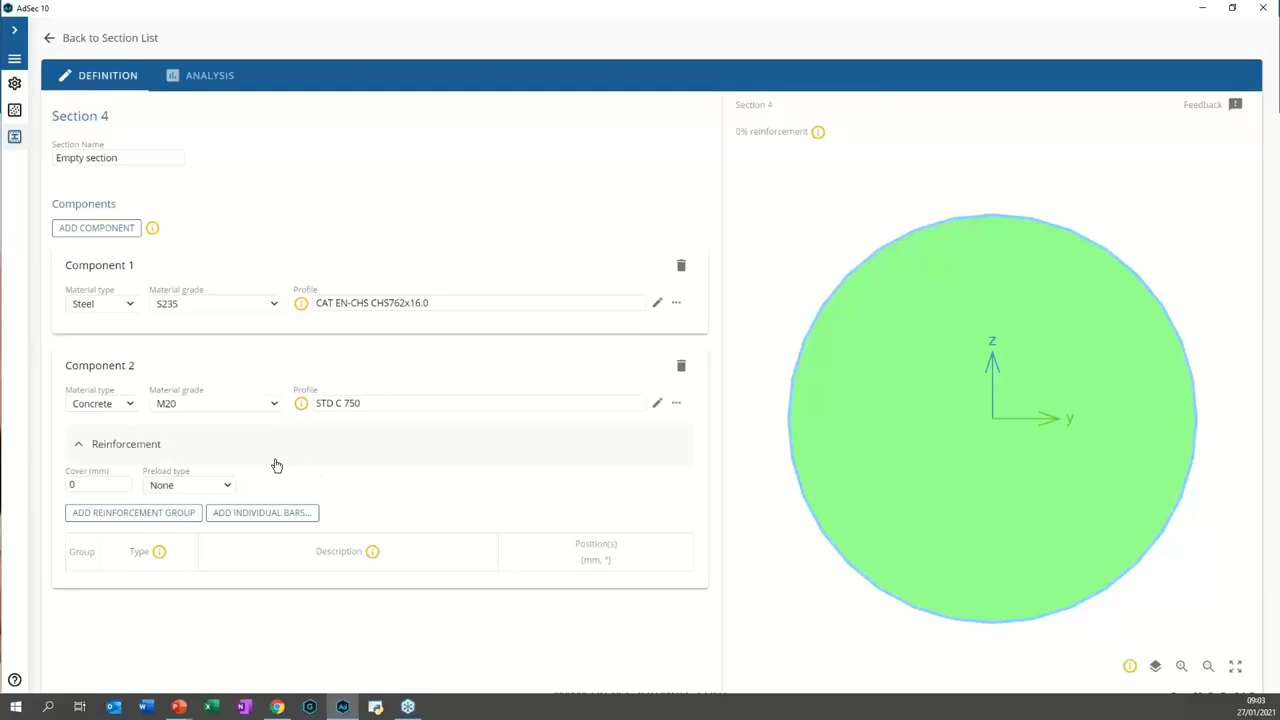 AdSec 10
Back to Section List
DEFINITION
ANALYSIS
Section 4
Section Name
Empty section
Components
ADD COMPONENT
Component 1
Material type
Material grade
Profile
Steel
S235
CAT EN-CHS CHS762x16.0
Component 2
Material type
Material grade
Profile
Concrete
M20
STD C 750
Reinforcement
Cover (mm)
Preload type
0
None
ADD REINFORCEMENT GROUP
ADD INDIVIDUAL BARS...
Group
Type
Description
Position(s)
(mm, °)
Section 4
Feedback
0% reinforcement
z
y
09:03
27/01/2021